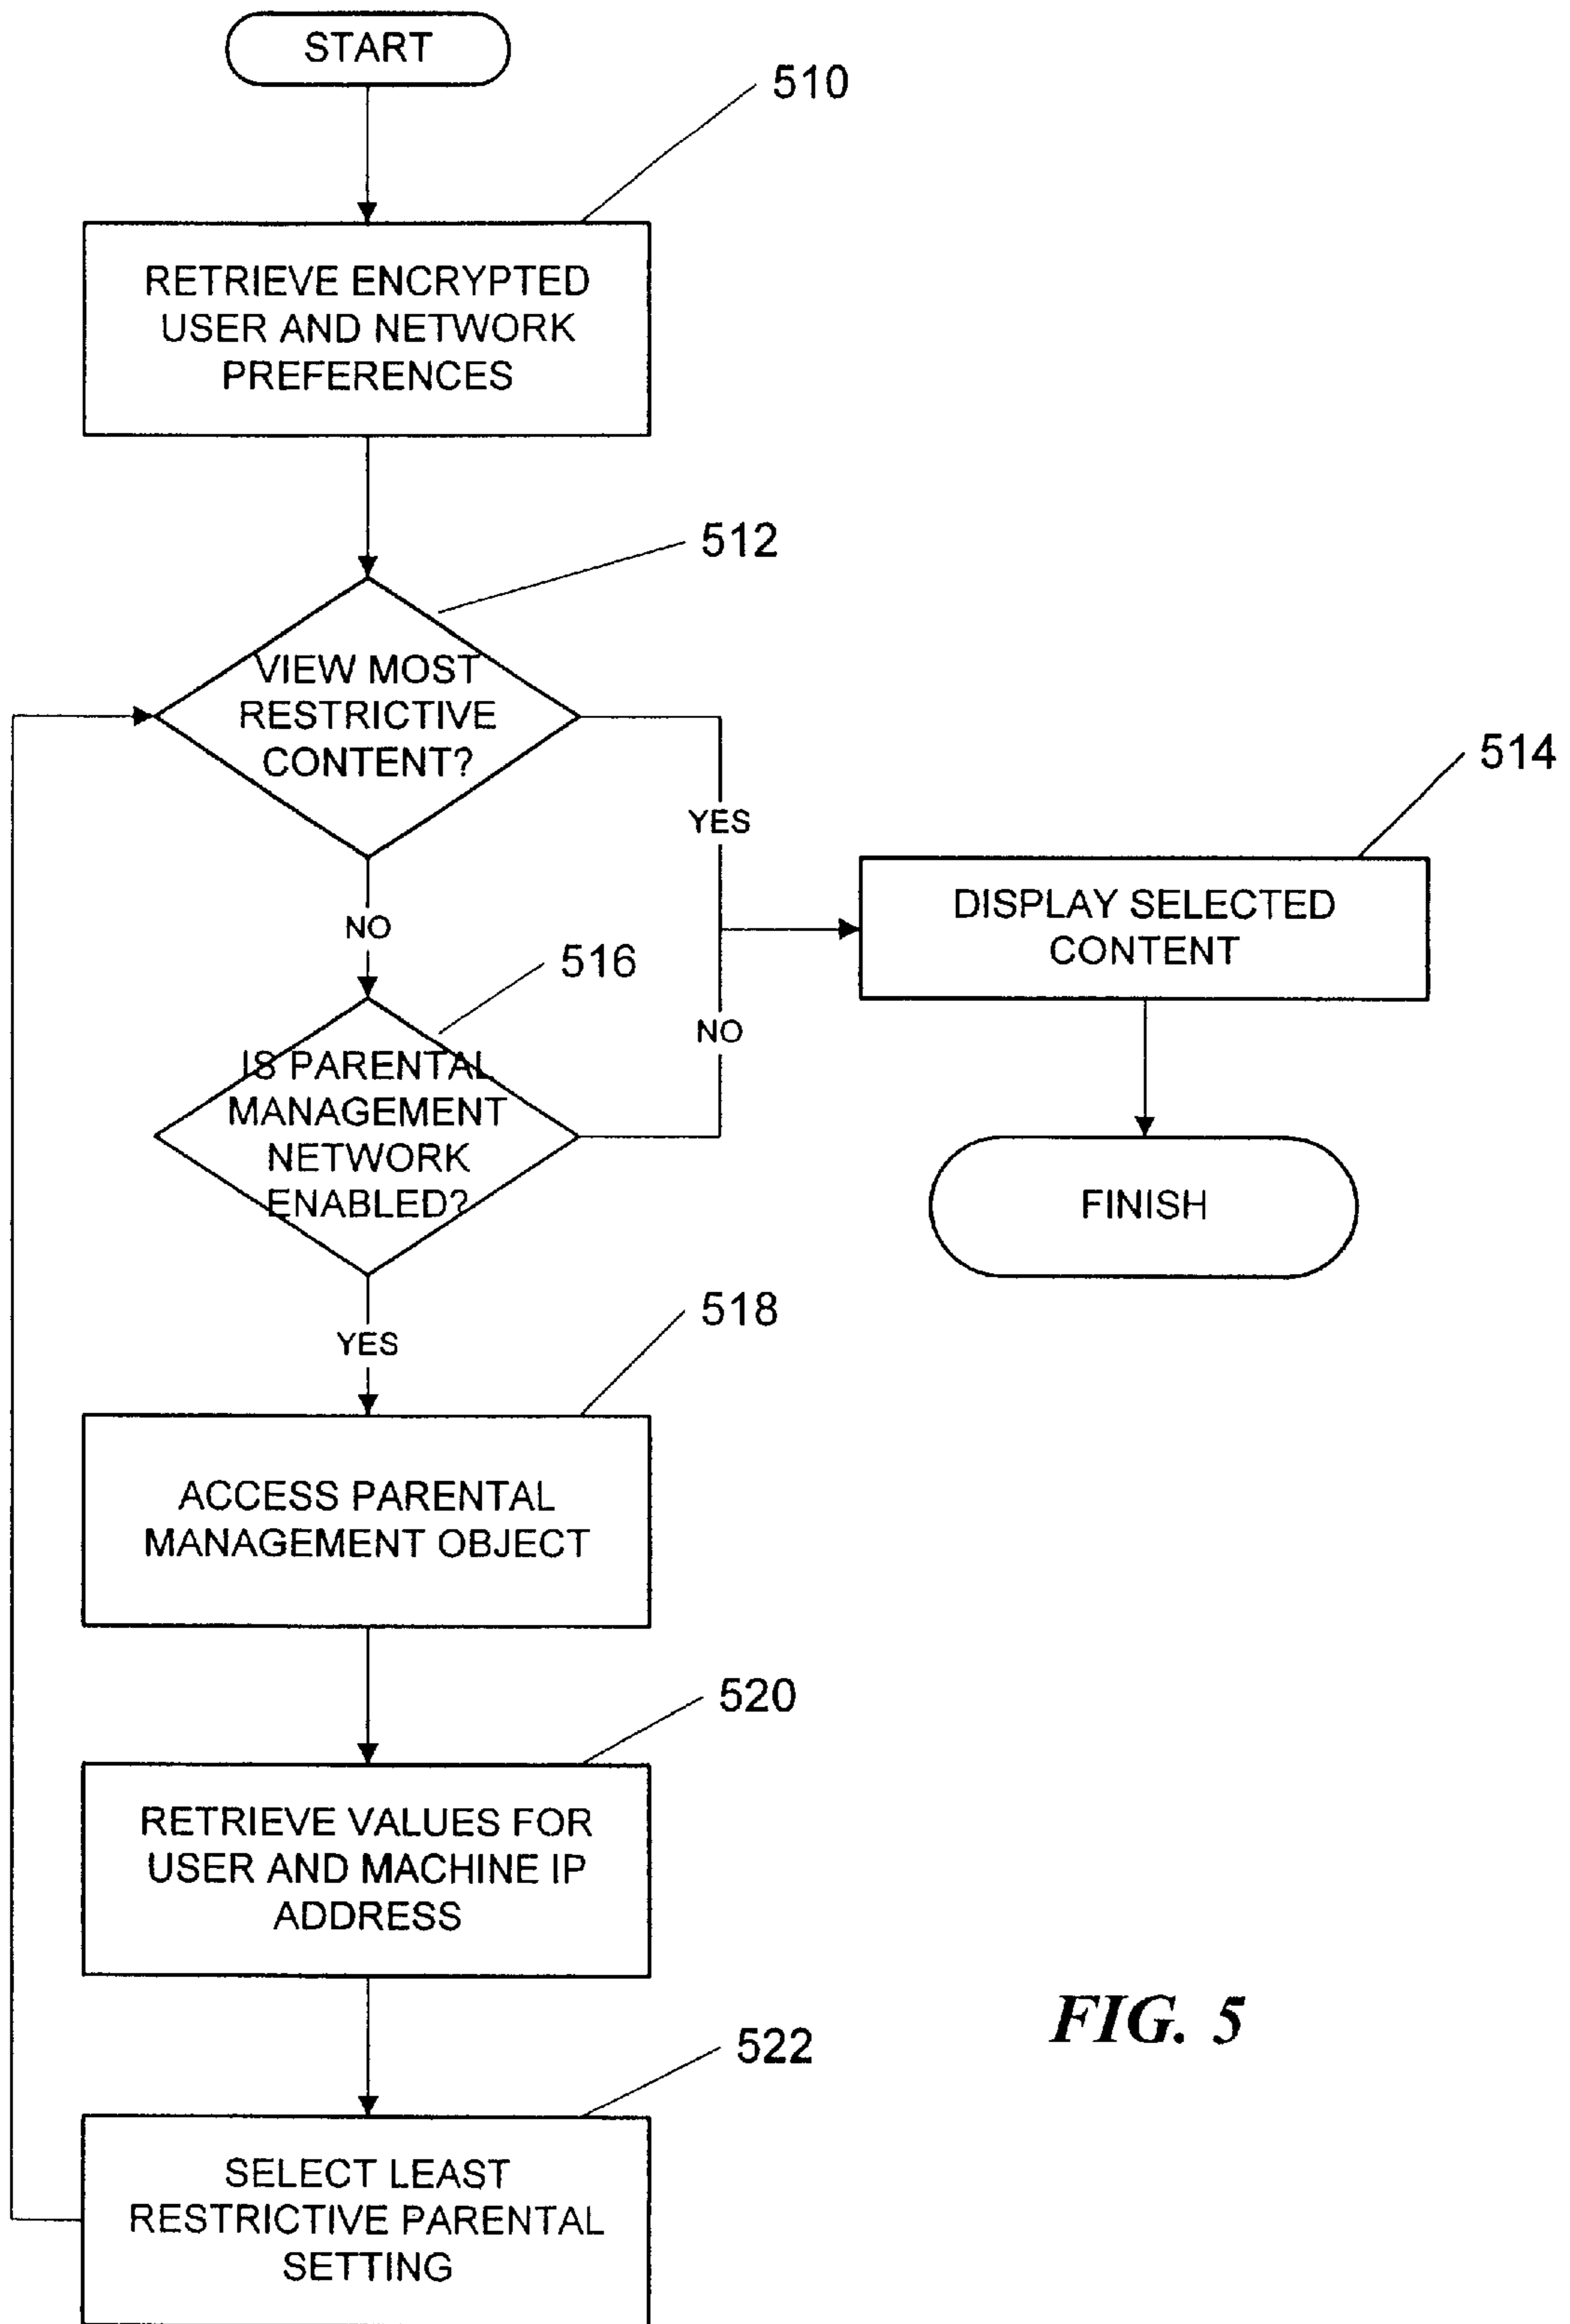 START
510
RETRIEVE ENCRYPTED
USER AND NETWORK
PREFERENCES
512
VIEW MOST
RESTRICTIVE
CONTENT?
YES
514
DISPLAY SELECTED
CONTENT
NO
516
NO
IS PARENTAL
MANAGEMENT
NETWORK
ENABLED?
FINISH
518
YES
ACCESS PARENTAL
MANAGEMENT OBJECT
520
RETRIEVE VALUES FOR
USER AND MACHINE IP
ADDRESS
FIG. 5
522
SELECT LEAST
RESTRICTIVE PARENTAL
SETTING